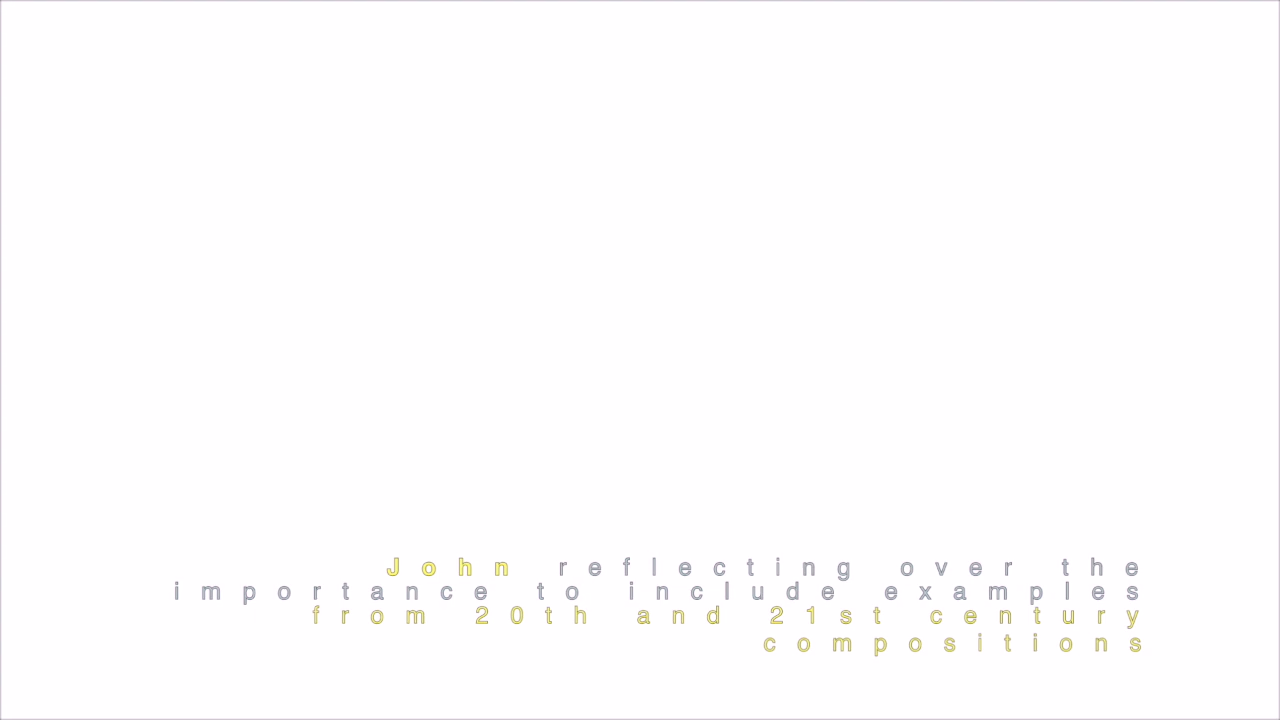 John reflecting over the
importance to include examples
from 20th and 21st century
compositions